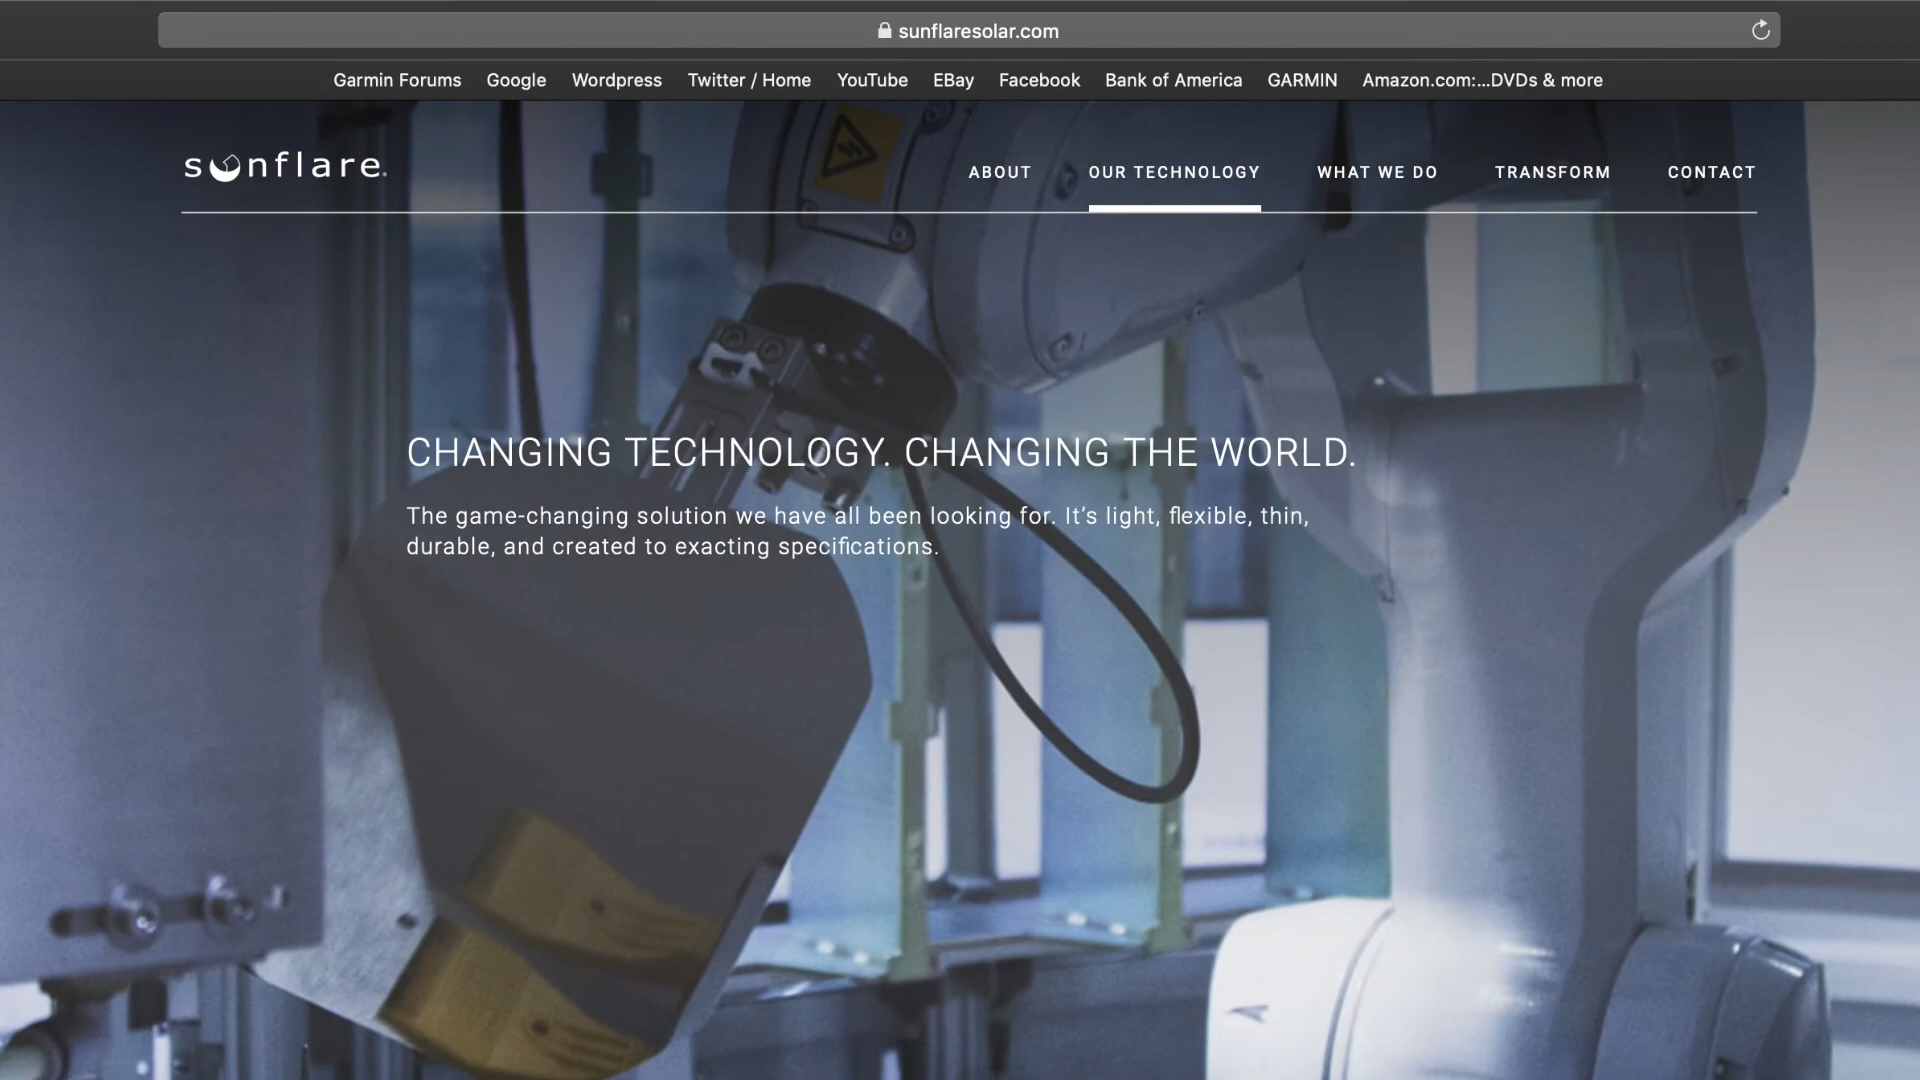 sunflaresolar.com
Garmin Forums Google Wordpress Twitter / Home YouTube EBay Facebook Bank of America GARMIN Amazon.com:...DVDs & more
sunflare.
ABOUT OUR TECHNOLOGY WHAT WE DO TRANSFORM CONTACT
CHANGING TECHNOLOGY. CHANGING THE WORLD.
The game-changing solution we have all been looking for. It’s light, flexible, thin,
durable, and created to exacting specifications.